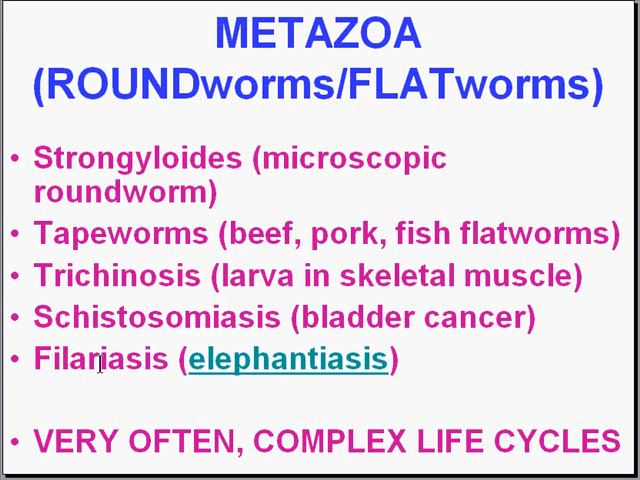 METAZOA
(ROUNDworms/FLATworms)
• Strongyloides (microscopic
roundworm)
• Tapeworms (beef, pork, fish flatworms)
• Trichinosis (larva in skeletal muscle)
• Schistosomiasis (bladder cancer)
• Filariasis (elephantiasis)
• VERY OFTEN, COMPLEX LIFE CYCLES